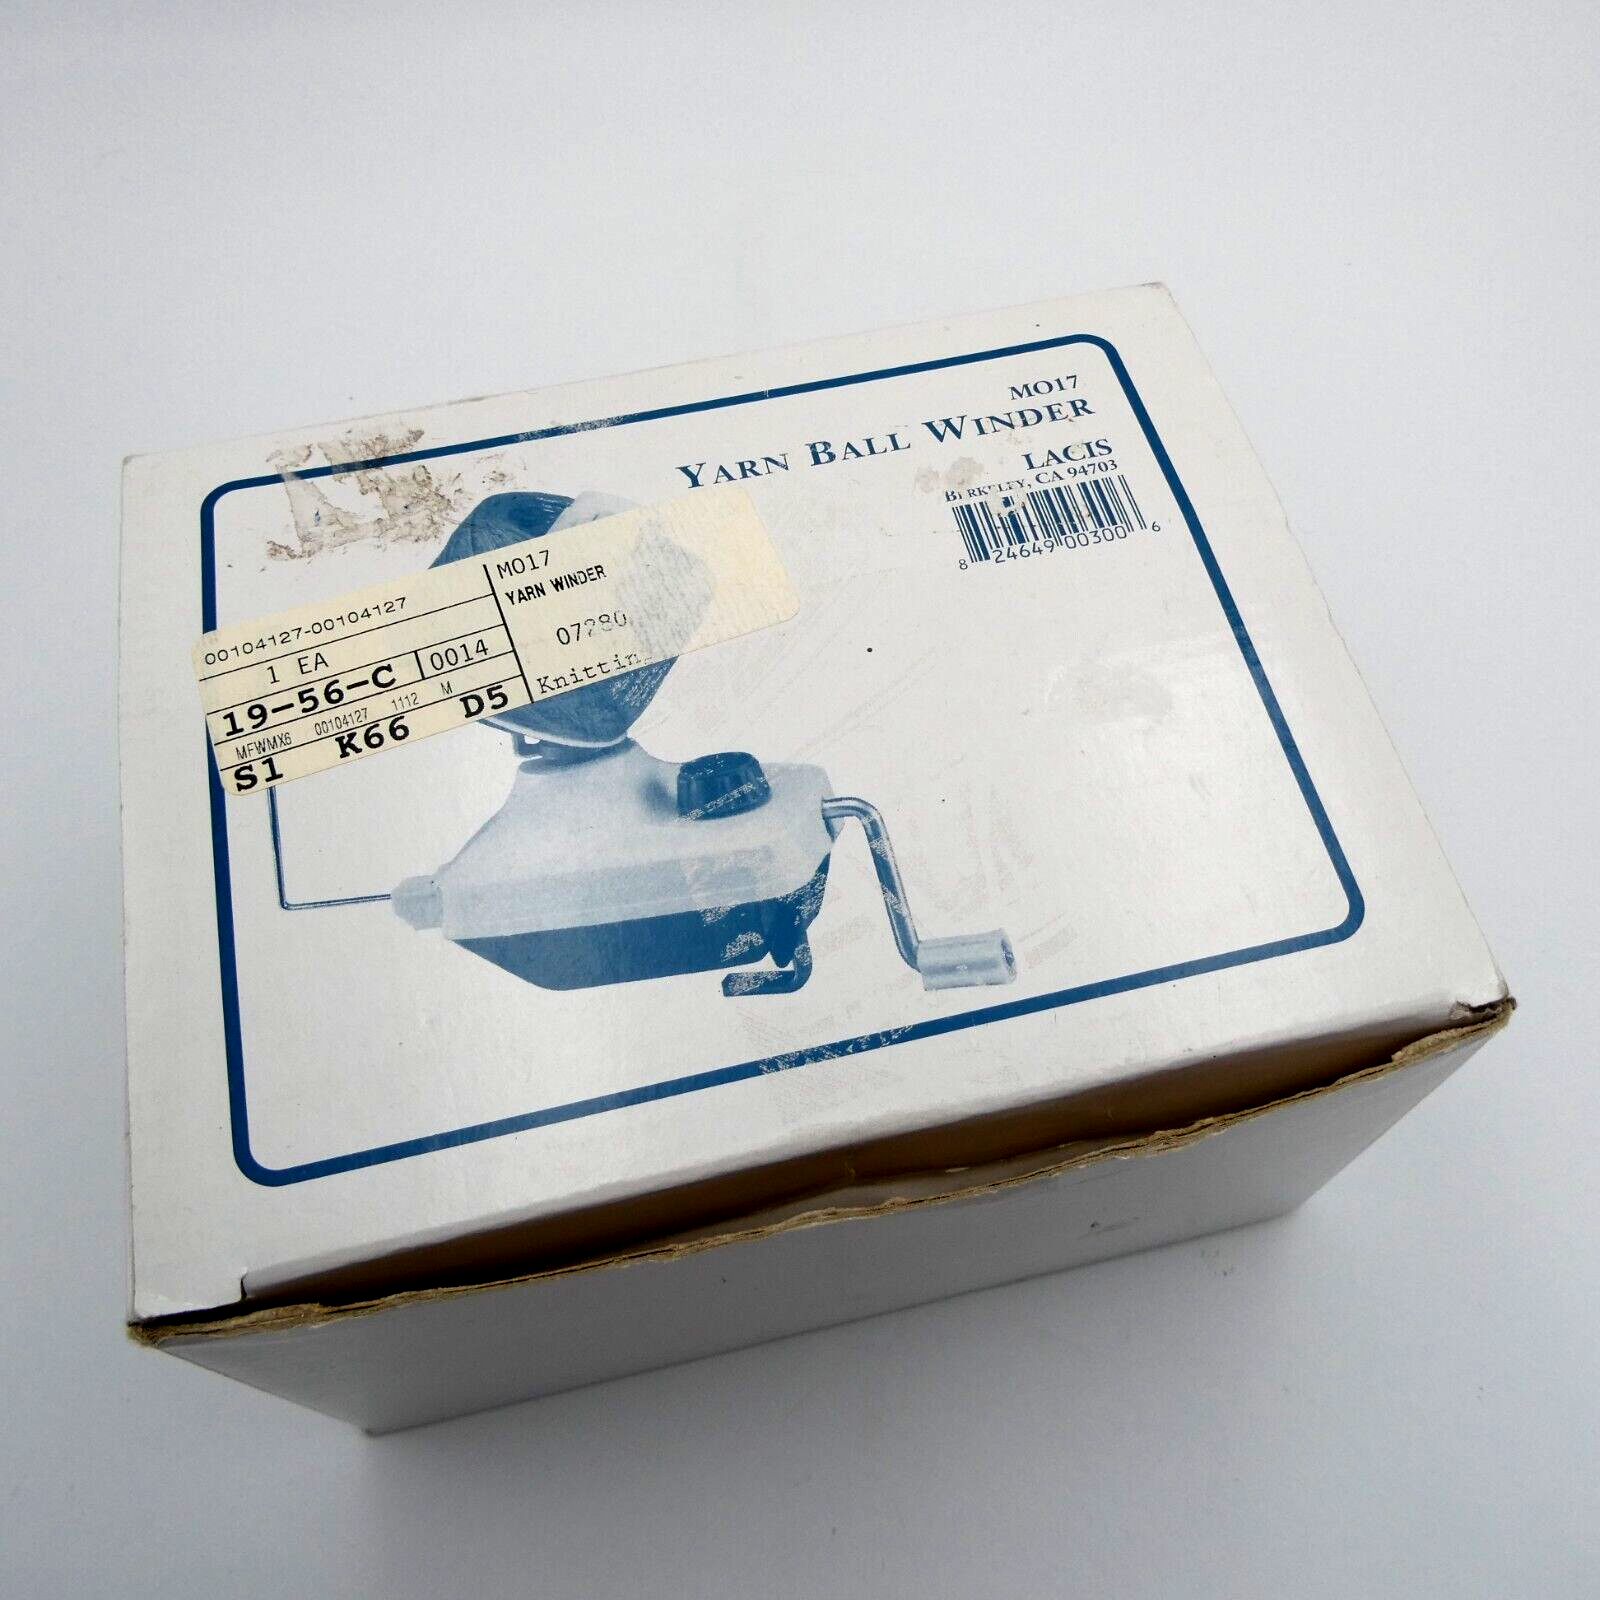 MO17
YARN BALL WINDER
LACIS
BERKELEY, CA 94703
8 24649 00300 6
00104127-00104127
1 EA
19-56-C 0014
MFWMX6 00104127 1112 M
S1 K66 D5
MO17
YARN WINDER